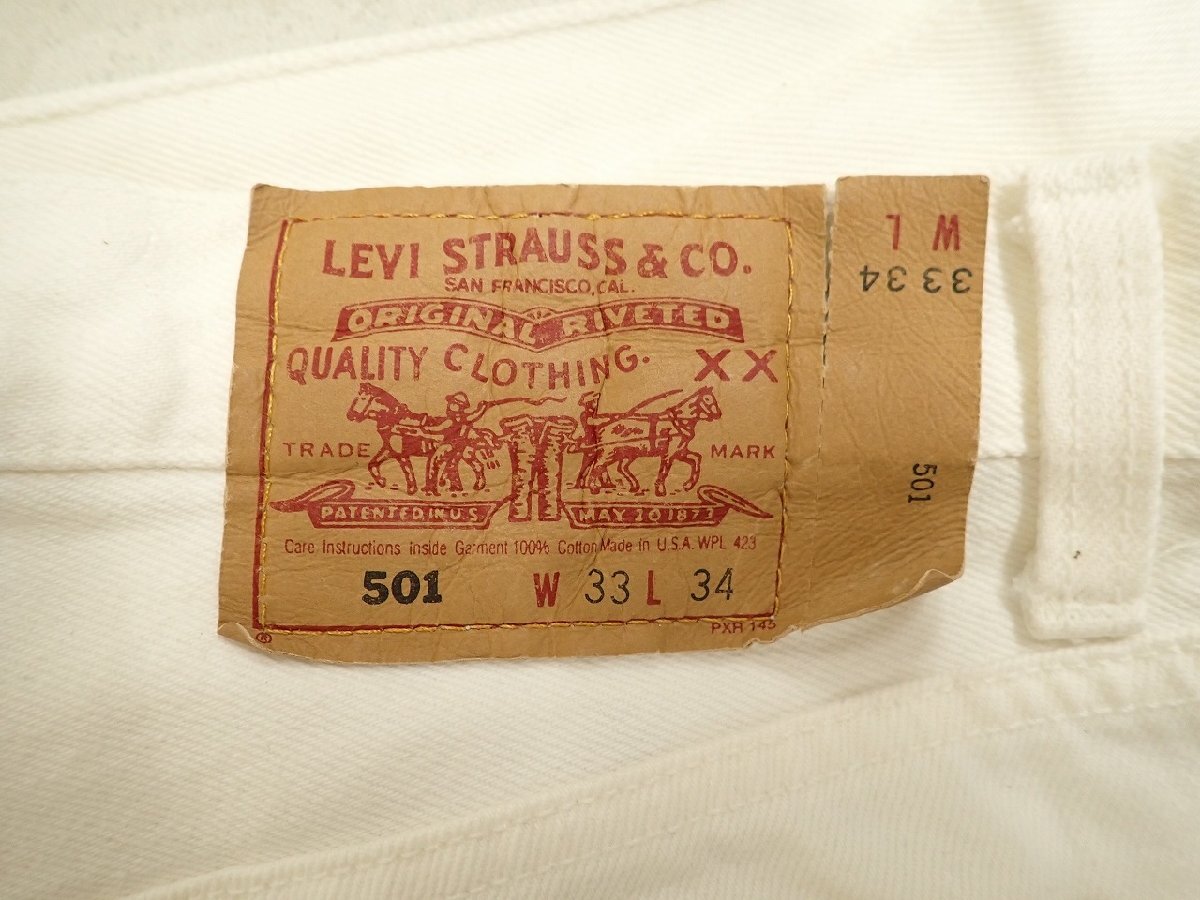 LEVI STRAUSS & CO.
SAN FRANCISCO, CAL.
ORIGINAL RIVETED
QUALITY CLOTHING. XX
TRADE MARK
PATENTED IN U.S. MAY 20 1873
Care Instructions inside Garment 100% Cotton Made in U.S.A. WPL 423
501 W 33 L 34
® PXR 145
W L
33 34
501